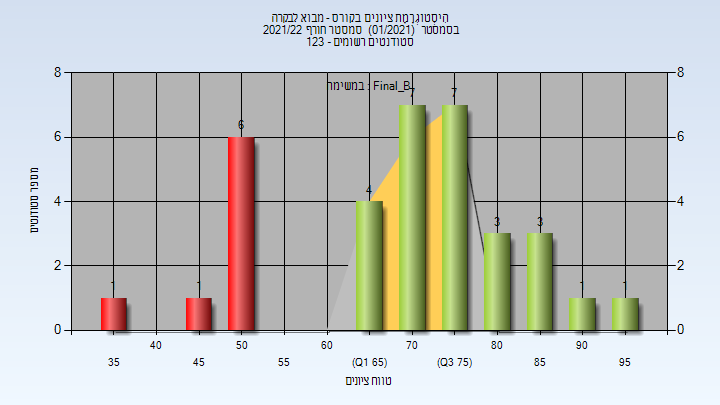 הִיסְטוֹגְרַמַת ציונים בקורס - מבוא לבקרה
בסמסטר (01/2021) סמסטר חורף 2021/22
סטודנטים רשומים - 123
במשימה : Final_B
מספר סטודנטים
8 8
6 6
4 4
2 2
0 0
1 1 6 4 7 7 3 3 1 1
40 50 60 70 80 90
35 45 55 (Q1 65) (Q3 75) 85 95
טווח ציונים